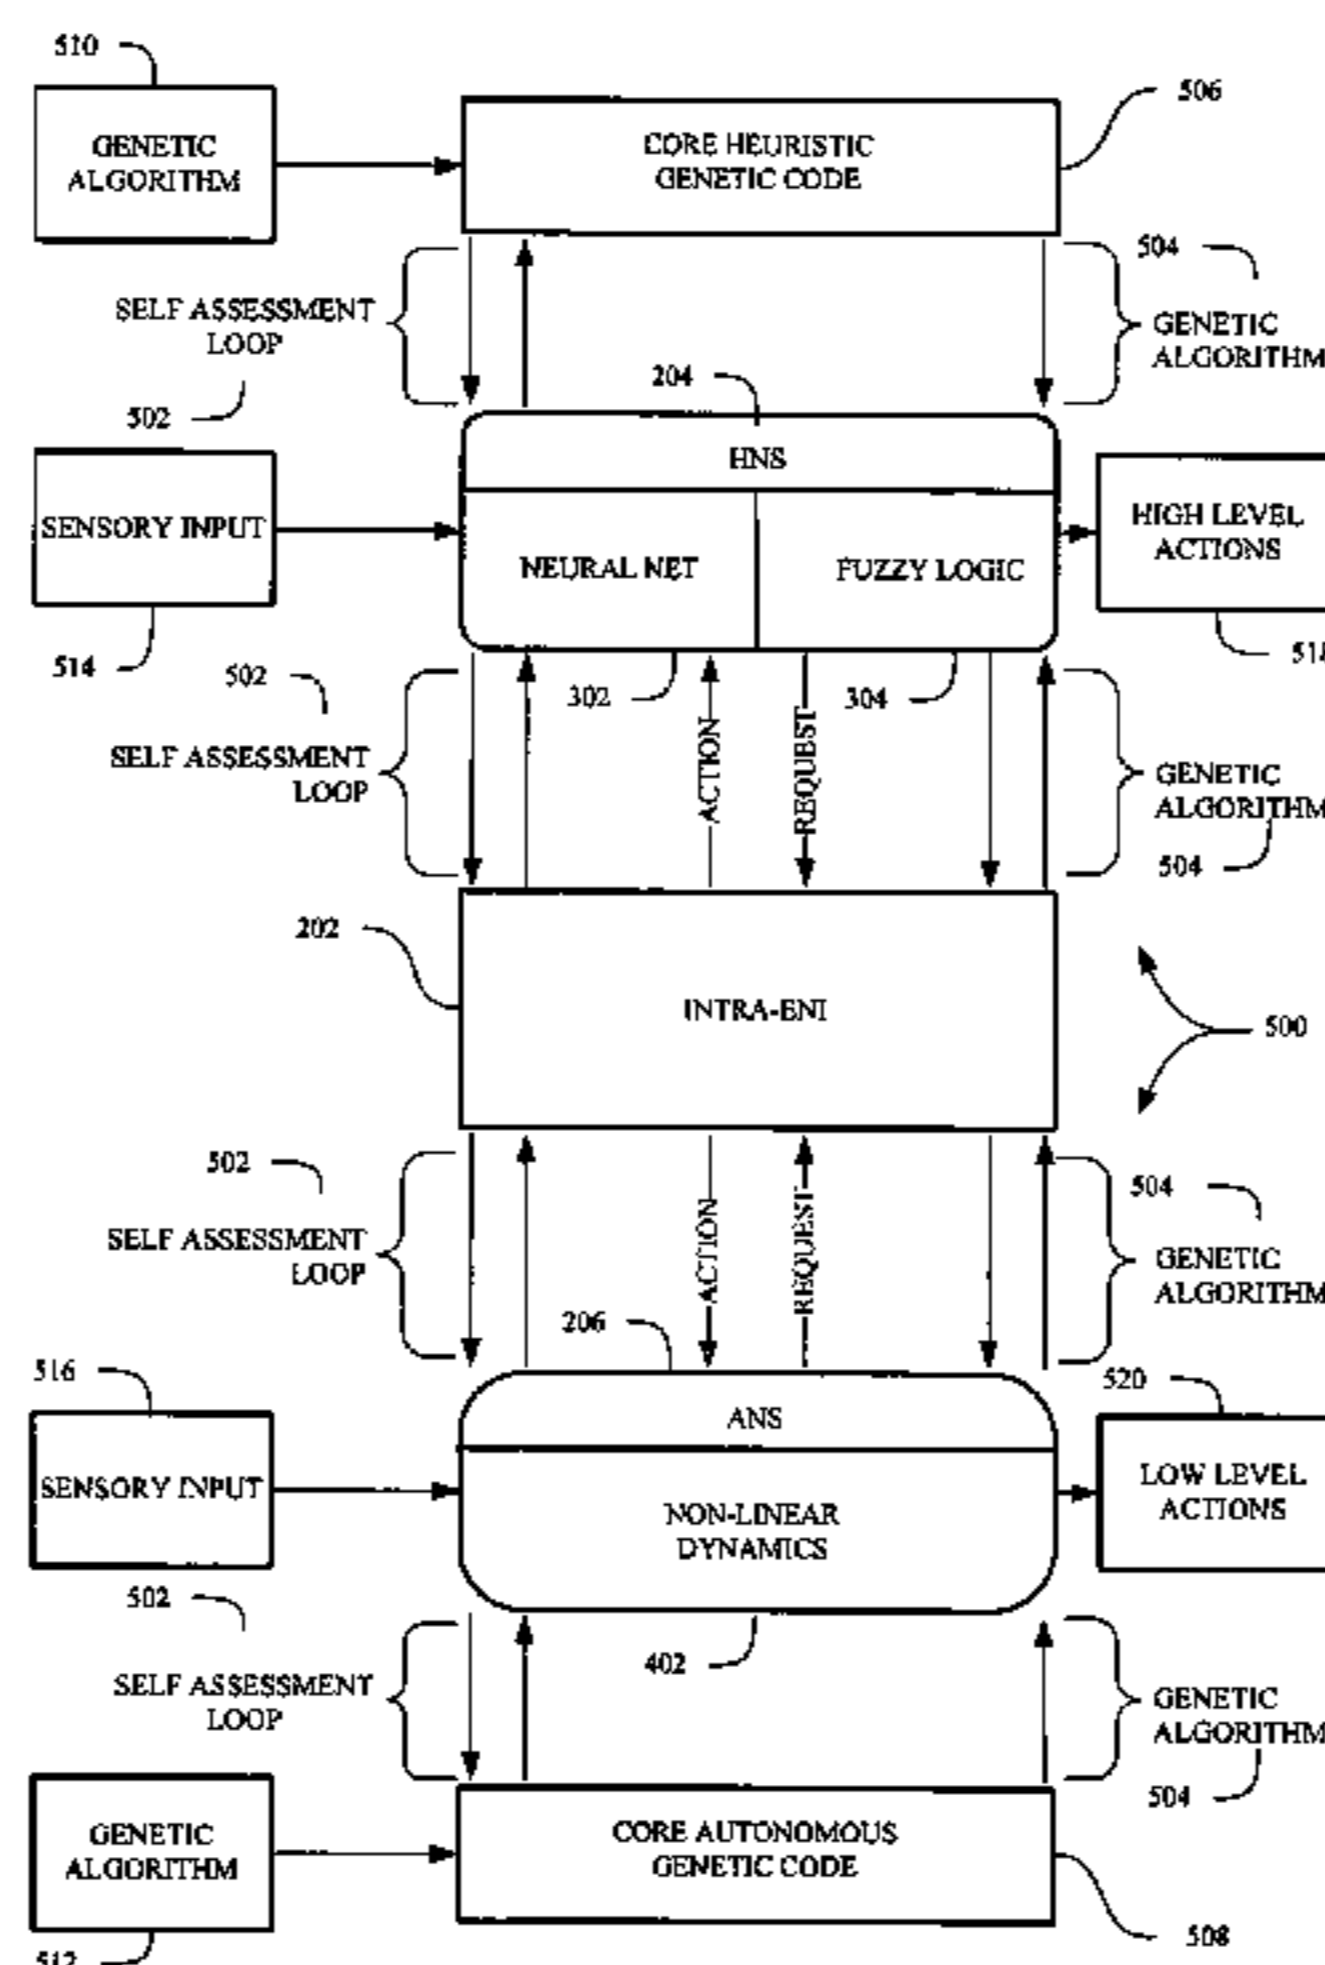 510
GENETIC
ALGORITHM
CORE HEURISTIC
GENETIC CODE
506
SELF ASSESSMENT
LOOP
502
504
GENETIC
ALGORITHM
204
HNS
SENSORY INPUT
514
NEURAL NET
FUZZY LOGIC
HIGH LEVEL
ACTIONS
302
304
502
SELF ASSESSMENT
LOOP
ACTION
REQUEST
GENETIC
ALGORITHM
504
202
INTRA-ENI
500
502
SELF ASSESSMENT
LOOP
ACTION
REQUEST
504
GENETIC
ALGORITHM
206
516
SENSORY INPUT
ANS
NON-LINEAR
DYNAMICS
520
LOW LEVEL
ACTIONS
502
SELF ASSESSMENT
LOOP
402
GENETIC
ALGORITHM
504
GENETIC
ALGORITHM
512
CORE AUTONOMOUS
GENETIC CODE
508